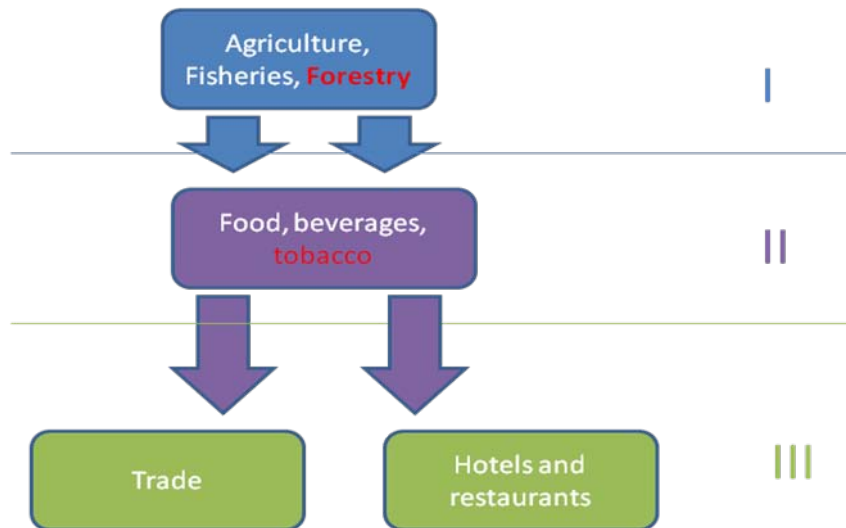 Agriculture,
Fisheries, Forestry
I
Food, beverages,
tobacco
II
Trade
Hotels and
restaurants
III